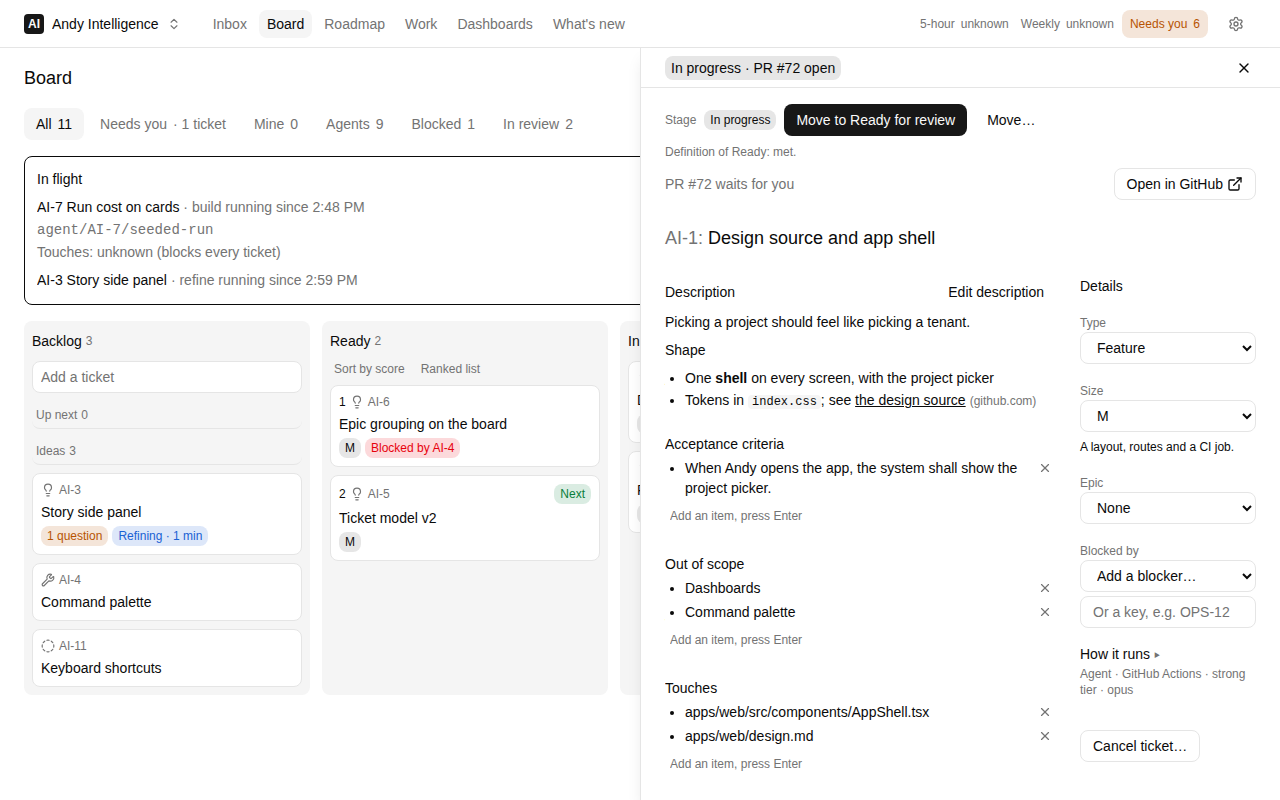 AI Andy Intelligence Inbox Board Roadmap Work Dashboards What's new 5-hour unknown Weekly unknown Needs you 6
Board
All 11 Needs you · 1 ticket Mine 0 Agents 9 Blocked 1 In review 2
In flight
AI-7 Run cost on cards · build running since 2:48 PM
agent/AI-7/seeded-run
Touches: unknown (blocks every ticket)
AI-3 Story side panel · refine running since 2:59 PM
Backlog 3
Add a ticket
Up next 0
Ideas 3
AI-3
Story side panel
1 question Refining · 1 min
AI-4
Command palette
AI-11
Keyboard shortcuts
Ready 2
Sort by score Ranked list
1 AI-6
Epic grouping on the board
M Blocked by AI-4
2 AI-5 Next
Ticket model v2
M
In progress · PR #72 open
Stage In progress Move to Ready for review Move…
Definition of Ready: met.
PR #72 waits for you Open in GitHub
AI-1: Design source and app shell
Description Edit description
Picking a project should feel like picking a tenant.
Shape
• One shell on every screen, with the project picker
• Tokens in index.css; see the design source (github.com)
Acceptance criteria
• When Andy opens the app, the system shall show the
project picker.
Add an item, press Enter
Out of scope
• Dashboards
• Command palette
Add an item, press Enter
Touches
• apps/web/src/components/AppShell.tsx
• apps/web/design.md
Add an item, press Enter
Details
Type
Feature
Size
M
A layout, routes and a CI job.
Epic
None
Blocked by
Add a blocker…
Or a key, e.g. OPS-12
How it runs ▸
Agent · GitHub Actions · strong
tier · opus
Cancel ticket…